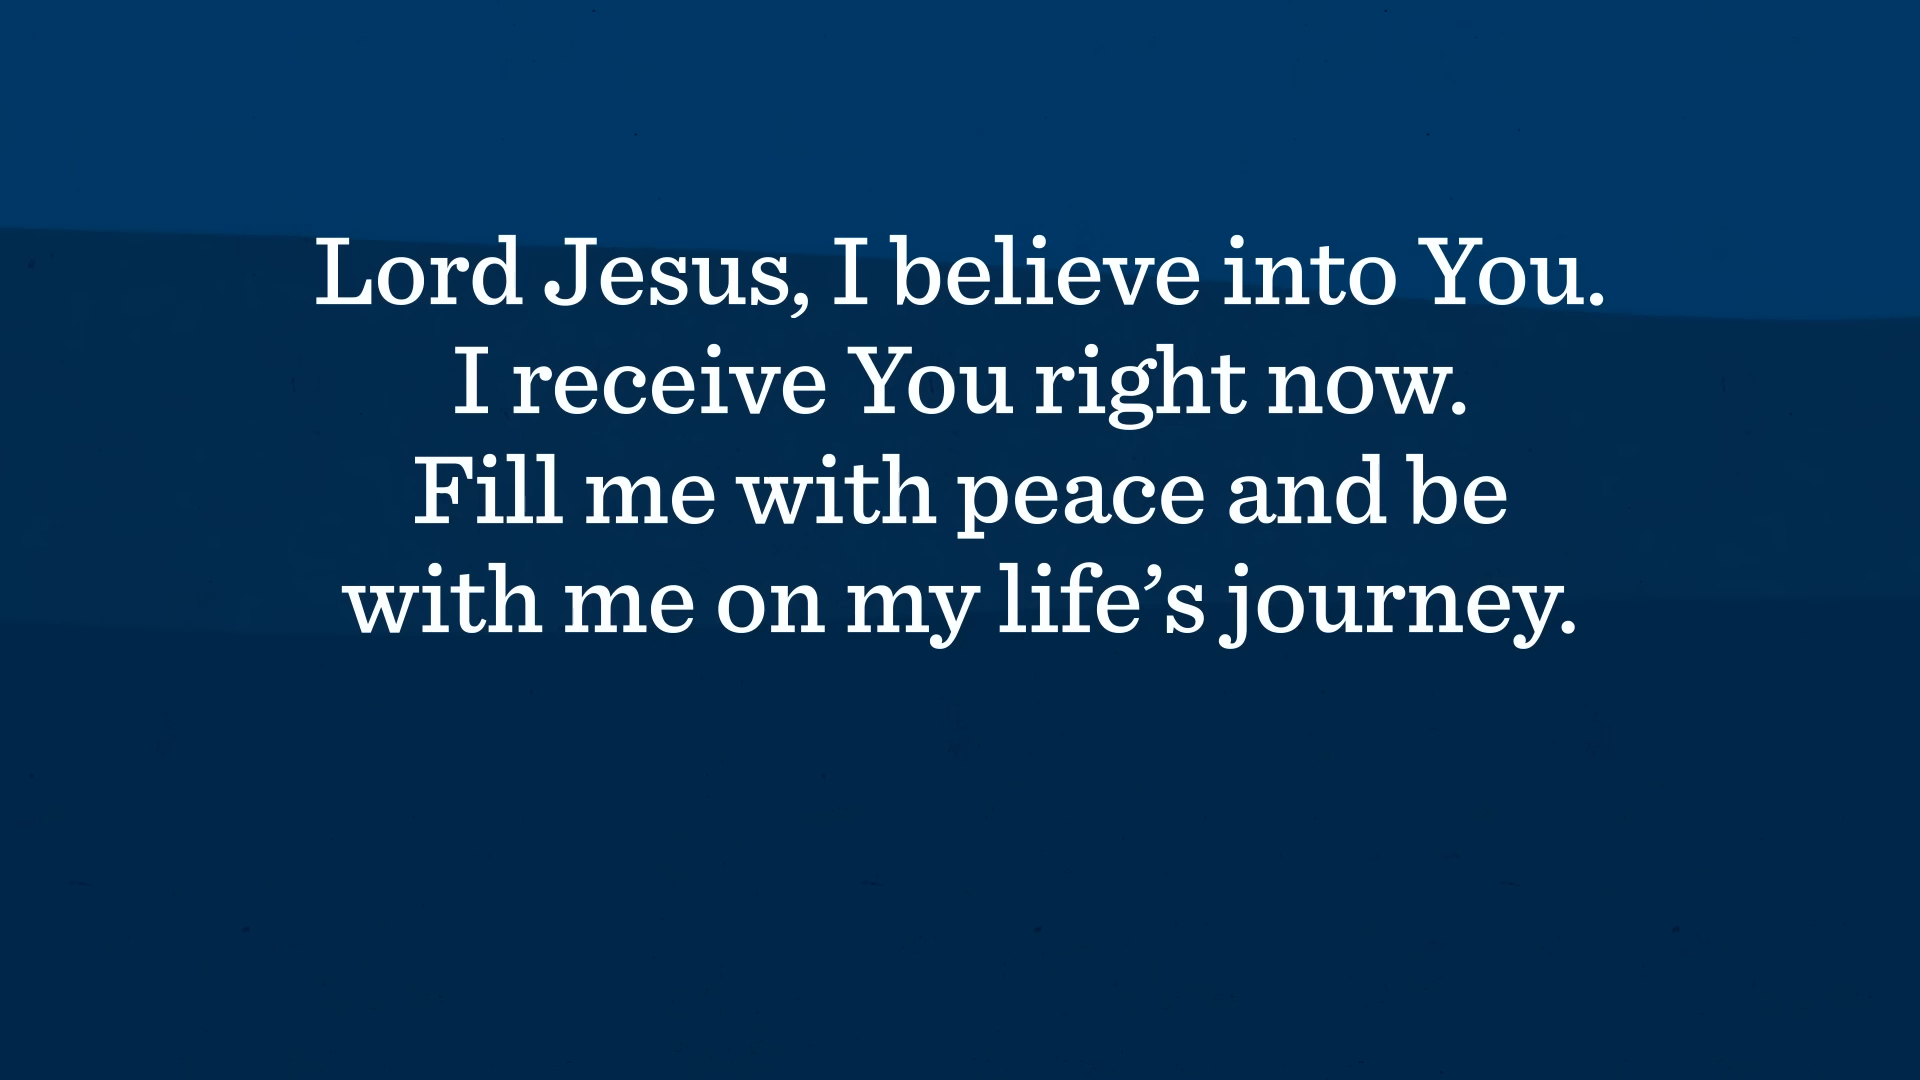 Lord Jesus, I believe into You.
I receive You right now.
Fill me with peace and be
with me on my life’s journey.